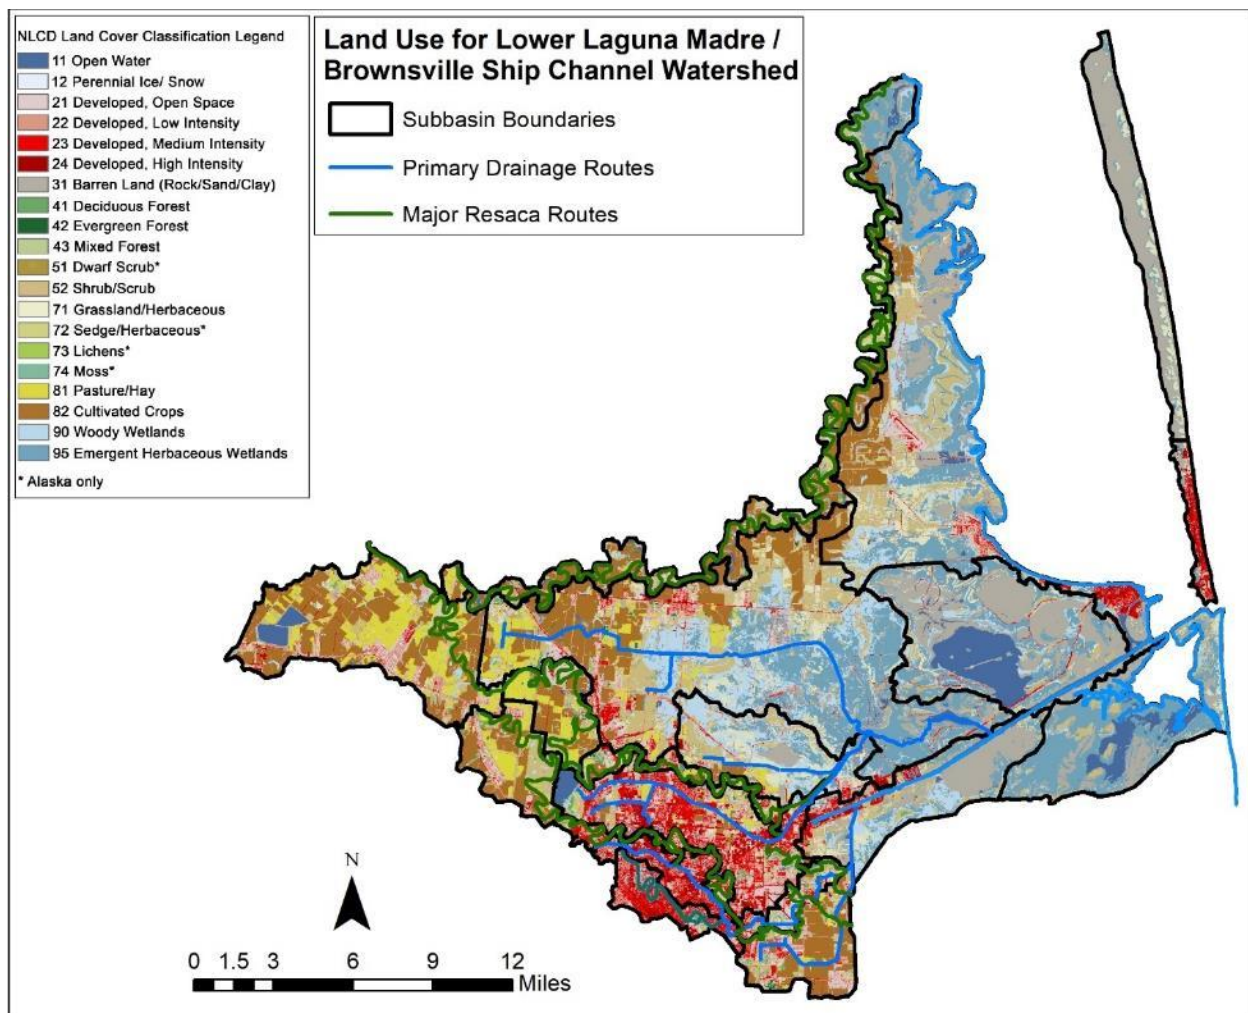 NLCD Land Cover Classification Legend
11 Open Water
12 Perennial Ice/ Snow
21 Developed, Open Space
22 Developed, Low Intensity
23 Developed, Medium Intensity
24 Developed, High Intensity
31 Barren Land (Rock/Sand/Clay)
41 Deciduous Forest
42 Evergreen Forest
43 Mixed Forest
51 Dwarf Scrub*
52 Shrub/Scrub
71 Grassland/Herbaceous
72 Sedge/Herbaceous*
73 Lichens*
74 Moss*
81 Pasture/Hay
82 Cultivated Crops
90 Woody Wetlands
95 Emergent Herbaceous Wetlands
* Alaska only
Land Use for Lower Laguna Madre /
Brownsville Ship Channel Watershed
Subbasin Boundaries
Primary Drainage Routes
Major Resaca Routes
N
0 1.5 3 6 9 12
Miles